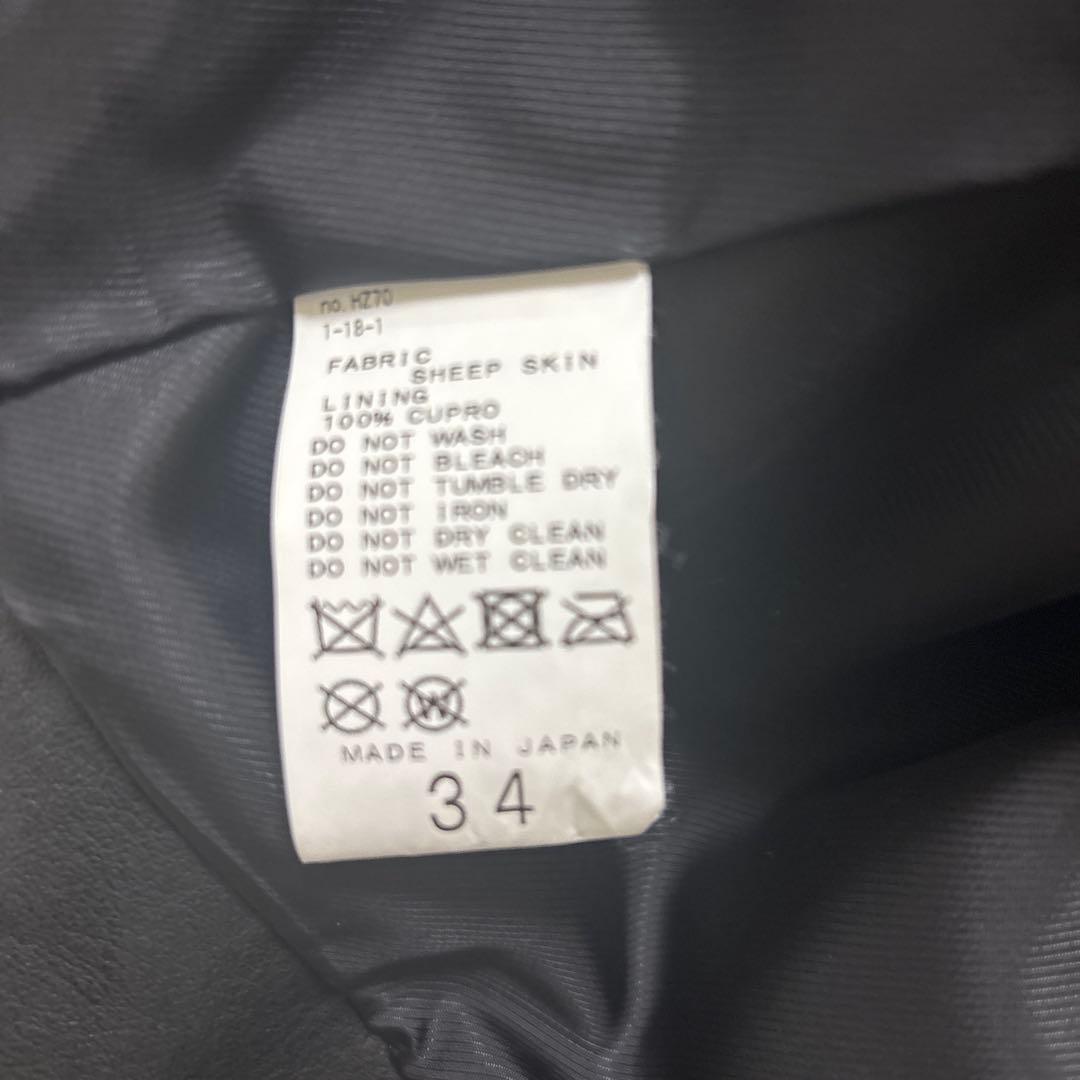 no. HZ70
1-18-1
FABRIC
SHEEP SKIN
LINING
100% CUPRO
DO NOT WASH
DO NOT BLEACH
DO NOT TUMBLE DRY
DO NOT IRON
DO NOT DRY CLEAN
DO NOT WET CLEAN
W
MADE IN JAPAN
34